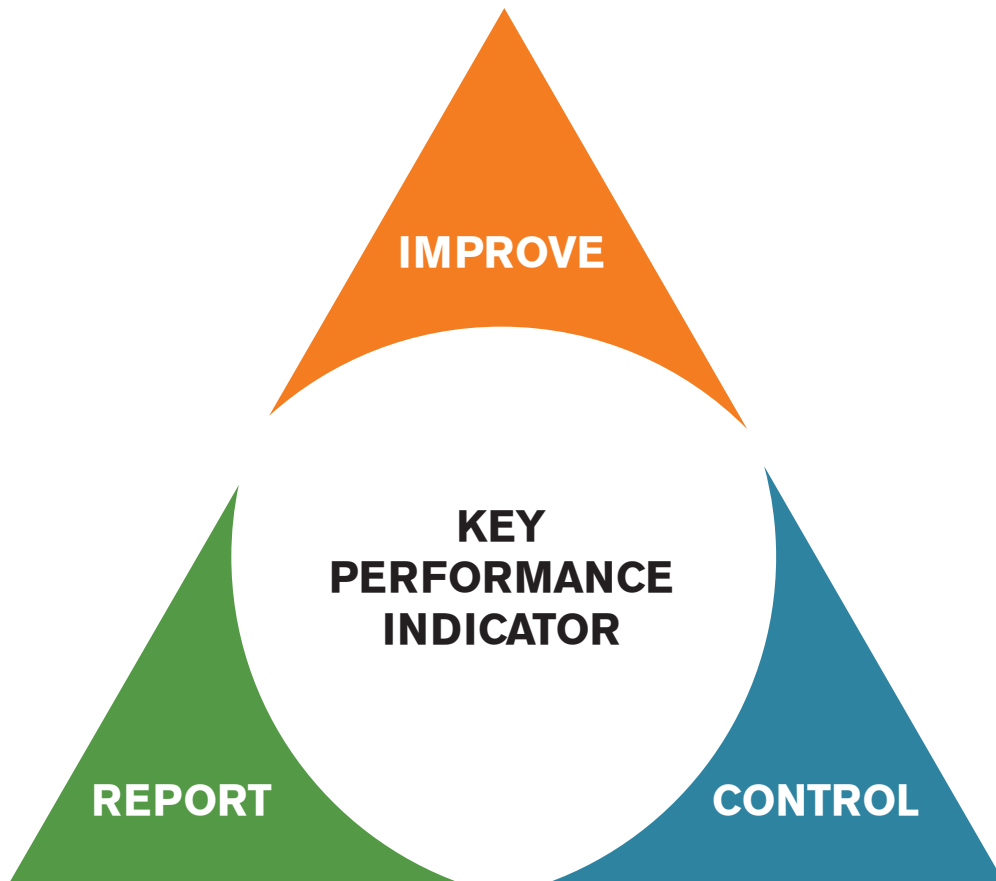 IMPROVE
KEY
PERFORMANCE
INDICATOR
REPORT
CONTROL